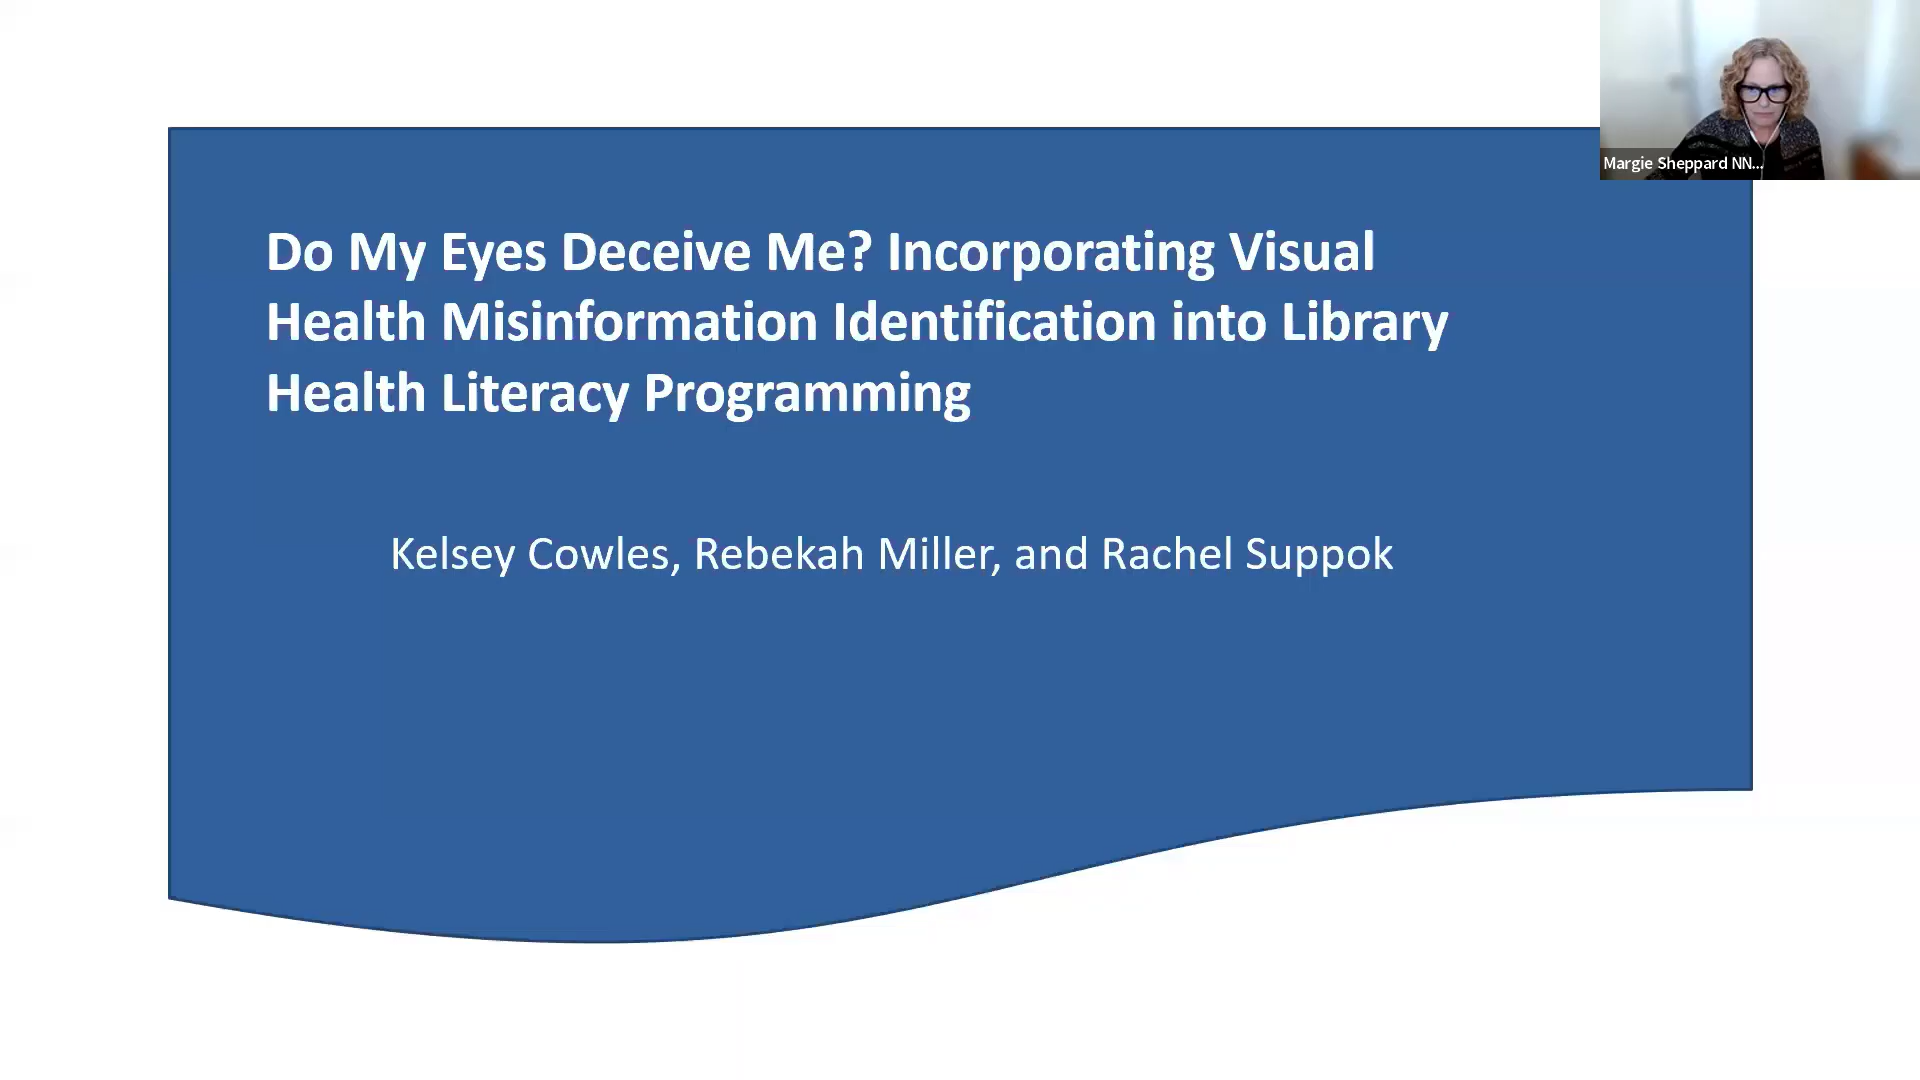 Do My Eyes Deceive Me? Incorporating Visual
Health Misinformation Identification into Library
Health Literacy Programming
Kelsey Cowles, Rebekah Miller, and Rachel Suppok
Margie Sheppard NN...